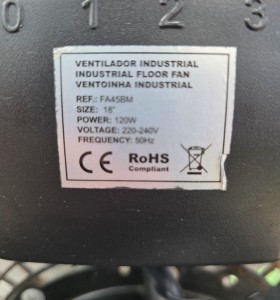 0 1 2 3
VENTILADOR INDUSTRIAL
INDUSTRIAL FLOOR FAN
VENTOINHA INDUSTRIAL
REF.: FA45BM
SIZE: 18"
POWER: 120W
VOLTAGE: 220-240V
FREQUENCY: 50Hz
CE RoHS
Compliant